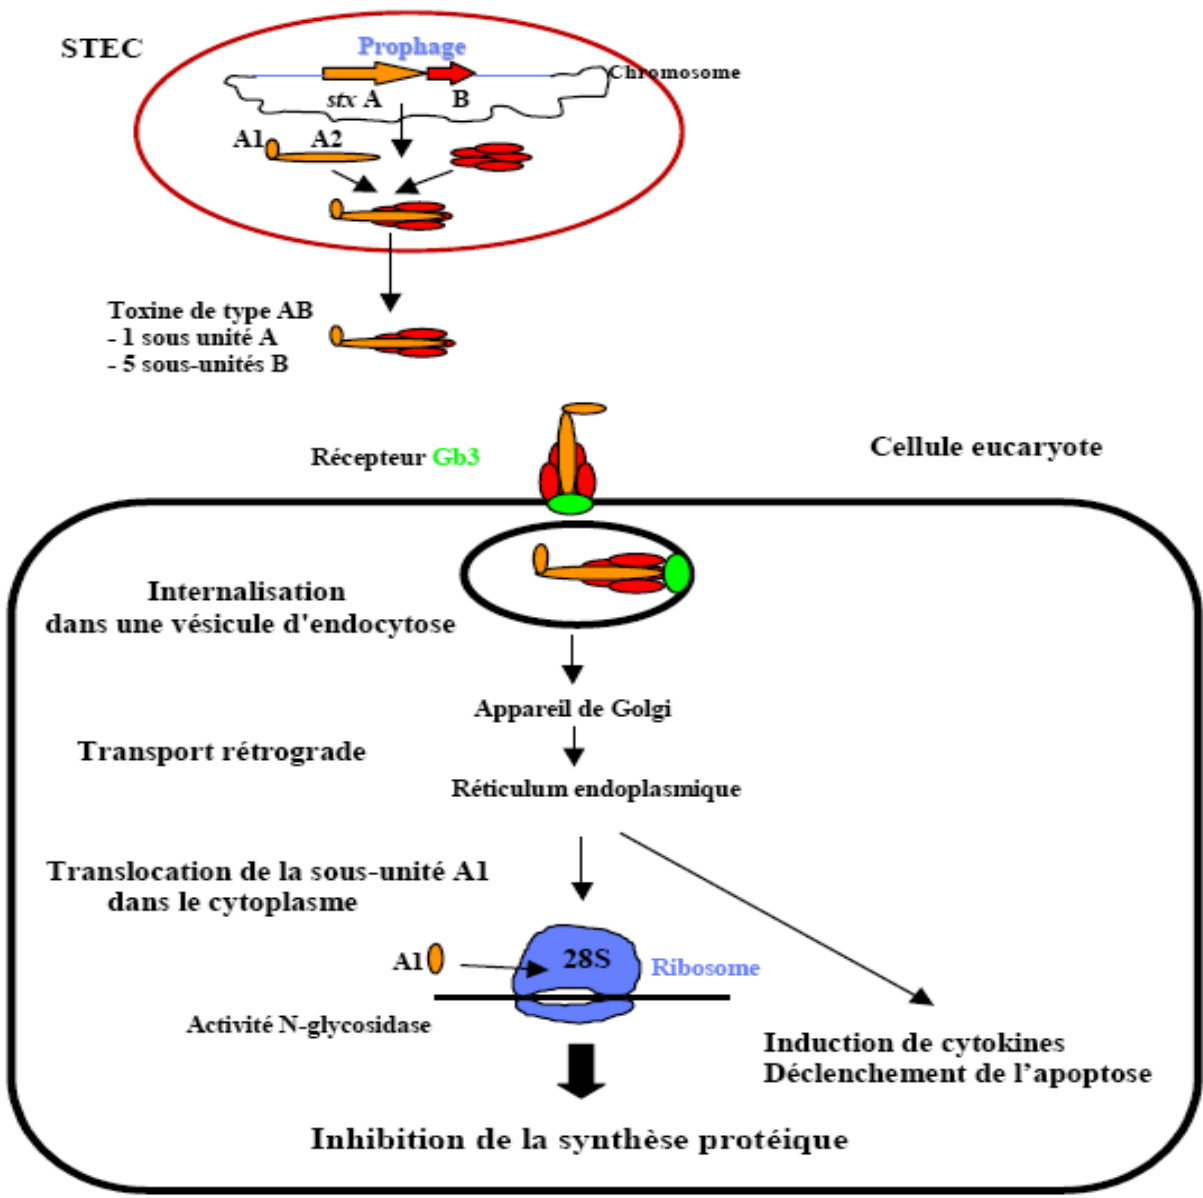 STEC
Prophage
Chromosome
stx A
B
A1
A2
Toxine de type AB
- 1 sous unité A
- 5 sous-unités B
Récepteur Gb3
Cellule eucaryote
Internalisation
dans une vésicule d'endocytose
Appareil de Golgi
Transport rétrograde
Réticulum endoplasmique
Translocation de la sous-unité A1
dans le cytoplasme
A1
28S
Ribosome
Activité N-glycosidase
Induction de cytokines
Déclenchement de l’apoptose
Inhibition de la synthèse protéique